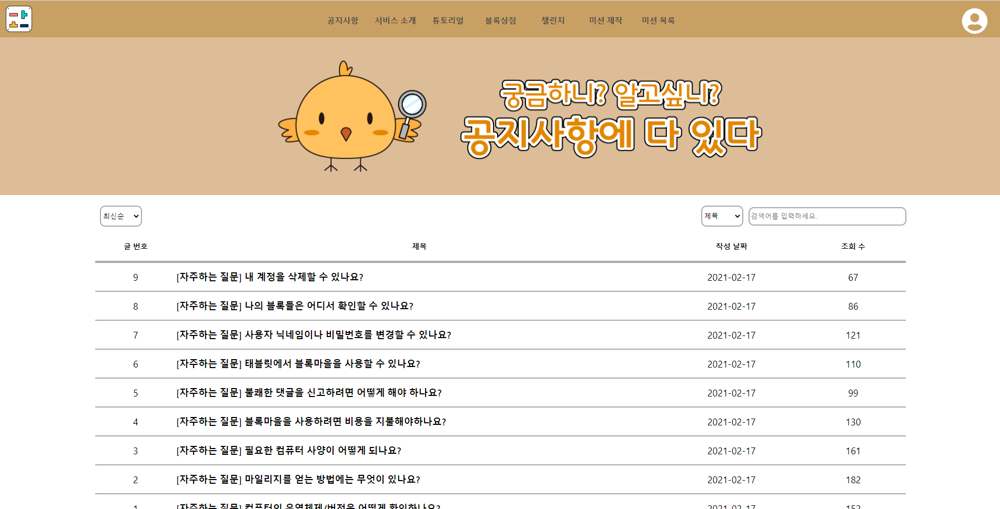 공지사항 서비스 소개 튜토리얼 블록상점 챌린지 미션 제작 미션 목록
궁금하니? 알고싶니?
공지사항에 다 있다
최신순 제목 검색어를 입력하세요.
글 번호 제목 작성 날짜 조회 수
9 [자주하는 질문] 내 계정을 삭제할 수 있나요? 2021-02-17 67
8 [자주하는 질문] 나의 블록들은 어디서 확인할 수 있나요? 2021-02-17 86
7 [자주하는 질문] 사용자 닉네임이나 비밀번호를 변경할 수 있나요? 2021-02-17 121
6 [자주하는 질문] 태블릿에서 블록마을을 사용할 수 있나요? 2021-02-17 110
5 [자주하는 질문] 불쾌한 댓글을 신고하려면 어떻게 해야 하나요? 2021-02-17 99
4 [자주하는 질문] 블록마을을 사용하려면 비용을 지불해야하나요? 2021-02-17 130
3 [자주하는 질문] 필요한 컴퓨터 사양이 어떻게 되나요? 2021-02-17 161
2 [자주하는 질문] 마일리지를 얻는 방법에는 무엇이 있나요? 2021-02-17 182
1 [자주하는 질문] 컴퓨터의 운영체제/버전은 어떻게 확인하나요? 2021-02-17 152